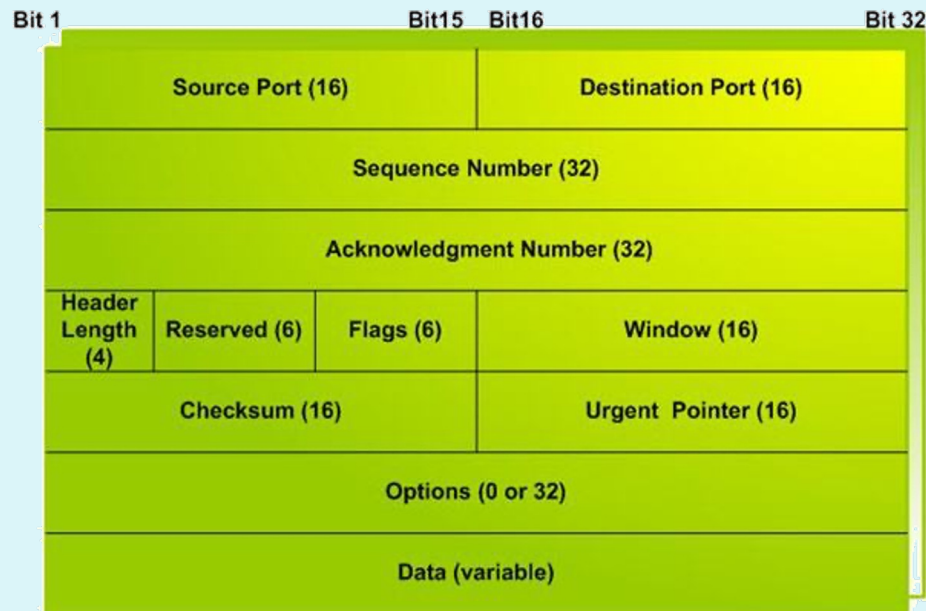 Bit 1 Bit15 Bit16 Bit 32
Source Port (16) Destination Port (16)
Sequence Number (32)
Acknowledgment Number (32)
Header
Length
(4)
Reserved (6) Flags (6) Window (16)
Checksum (16) Urgent Pointer (16)
Options (0 or 32)
Data (variable)